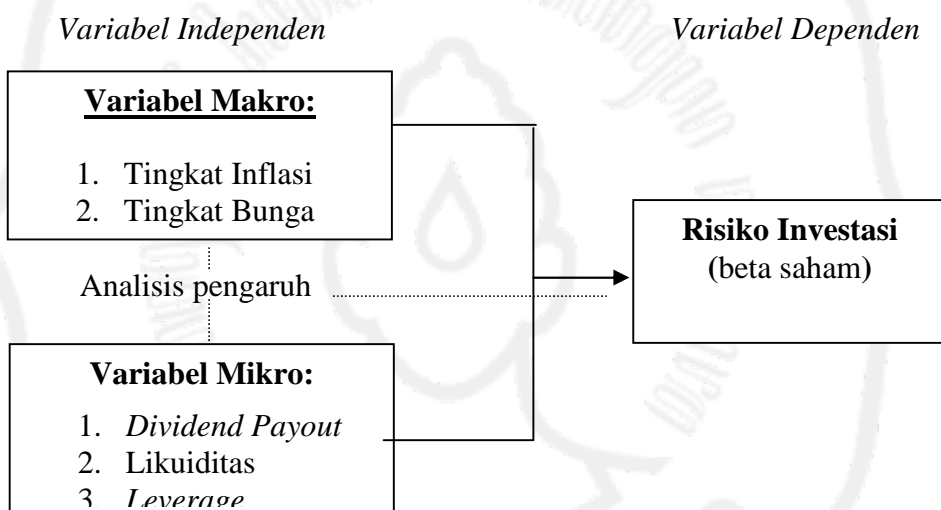 Variabel Independen
Variabel Dependen
Variabel Makro:
1. Tingkat Inflasi
2. Tingkat Bunga
Risiko Investasi
(beta saham)
Analisis pengaruh
Variabel Mikro:
1. Dividend Payout
2. Likuiditas
3. Leverage